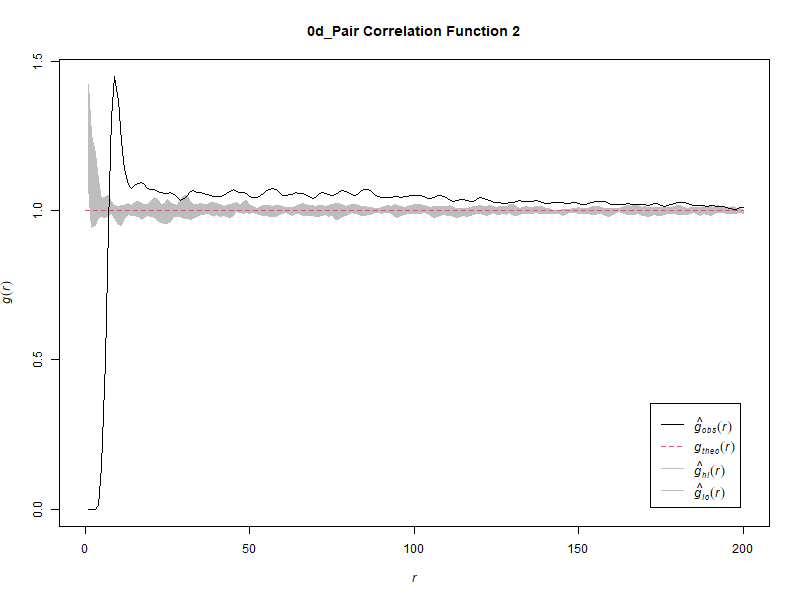 0d_Pair Correlation Function 2
1.5
1.0
0.5
0.0
g(r)
0 50 100 150 200
r
ĝobs(r)
gtheo(r)
ĝhi(r)
ĝlo(r)